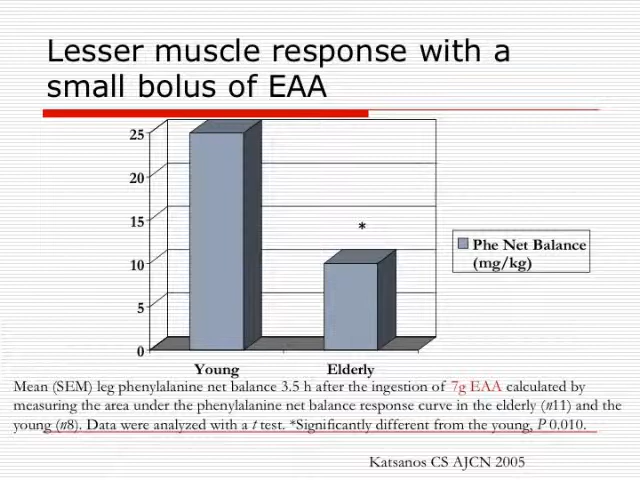 Lesser muscle response with a
small bolus of EAA
25
20
15
10
5
0
*
Young
Elderly
Phe Net Balance
(mg/kg)
Mean (SEM) leg phenylalanine net balance 3.5 h after the ingestion of 7g EAA calculated by
measuring the area under the phenylalanine net balance response curve in the elderly (n11) and the
young (n8). Data were analyzed with a t test. *Significantly different from the young, P 0.010.
Katsanos CS AJCN 2005